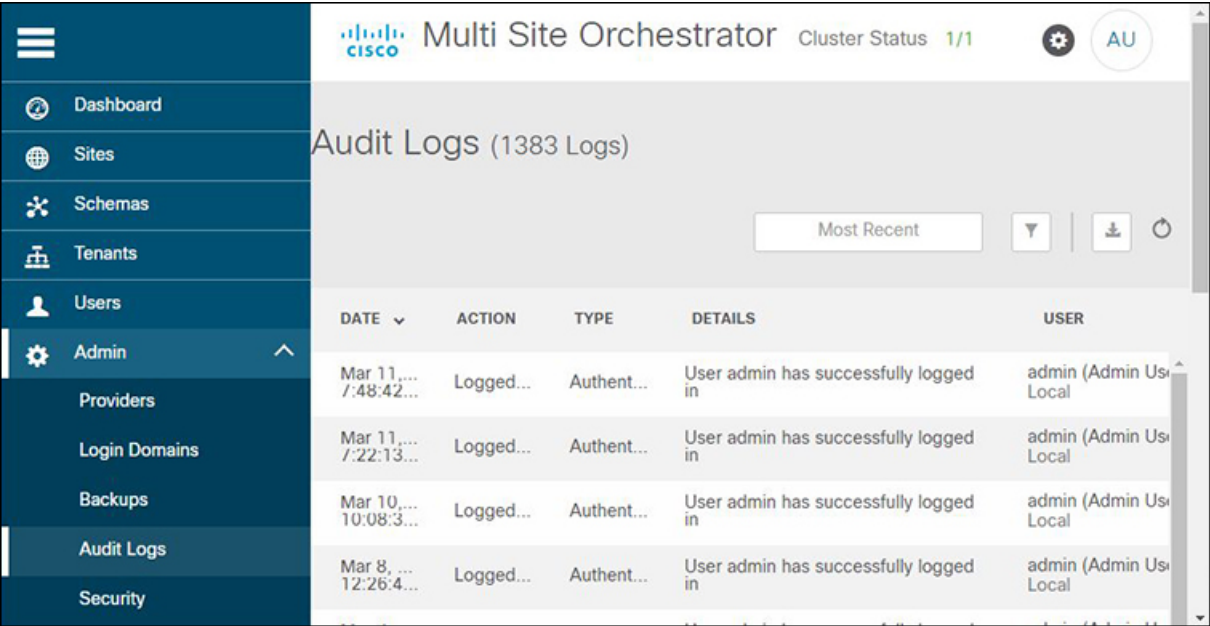 CISCO
Multi Site Orchestrator
Cluster Status 1/1
AU
Dashboard
Sites
Schemas
Tenants
Users
Admin
Providers
Login Domains
Backups
Audit Logs
Security
Audit Logs (1383 Logs)
Most Recent
DATE ACTION TYPE DETAILS USER
Mar 11,... Logged... Authent... User admin has successfully logged admin (Admin Use
7:48:42... in Local
Mar 11,... Logged... Authent... User admin has successfully logged admin (Admin Use
7:22:13... in Local
Mar 10,... Logged... Authent... User admin has successfully logged admin (Admin Use
10:08:3... in Local
Mar 8, ... Logged... Authent... User admin has successfully logged admin (Admin Use
12:26:4... in Local